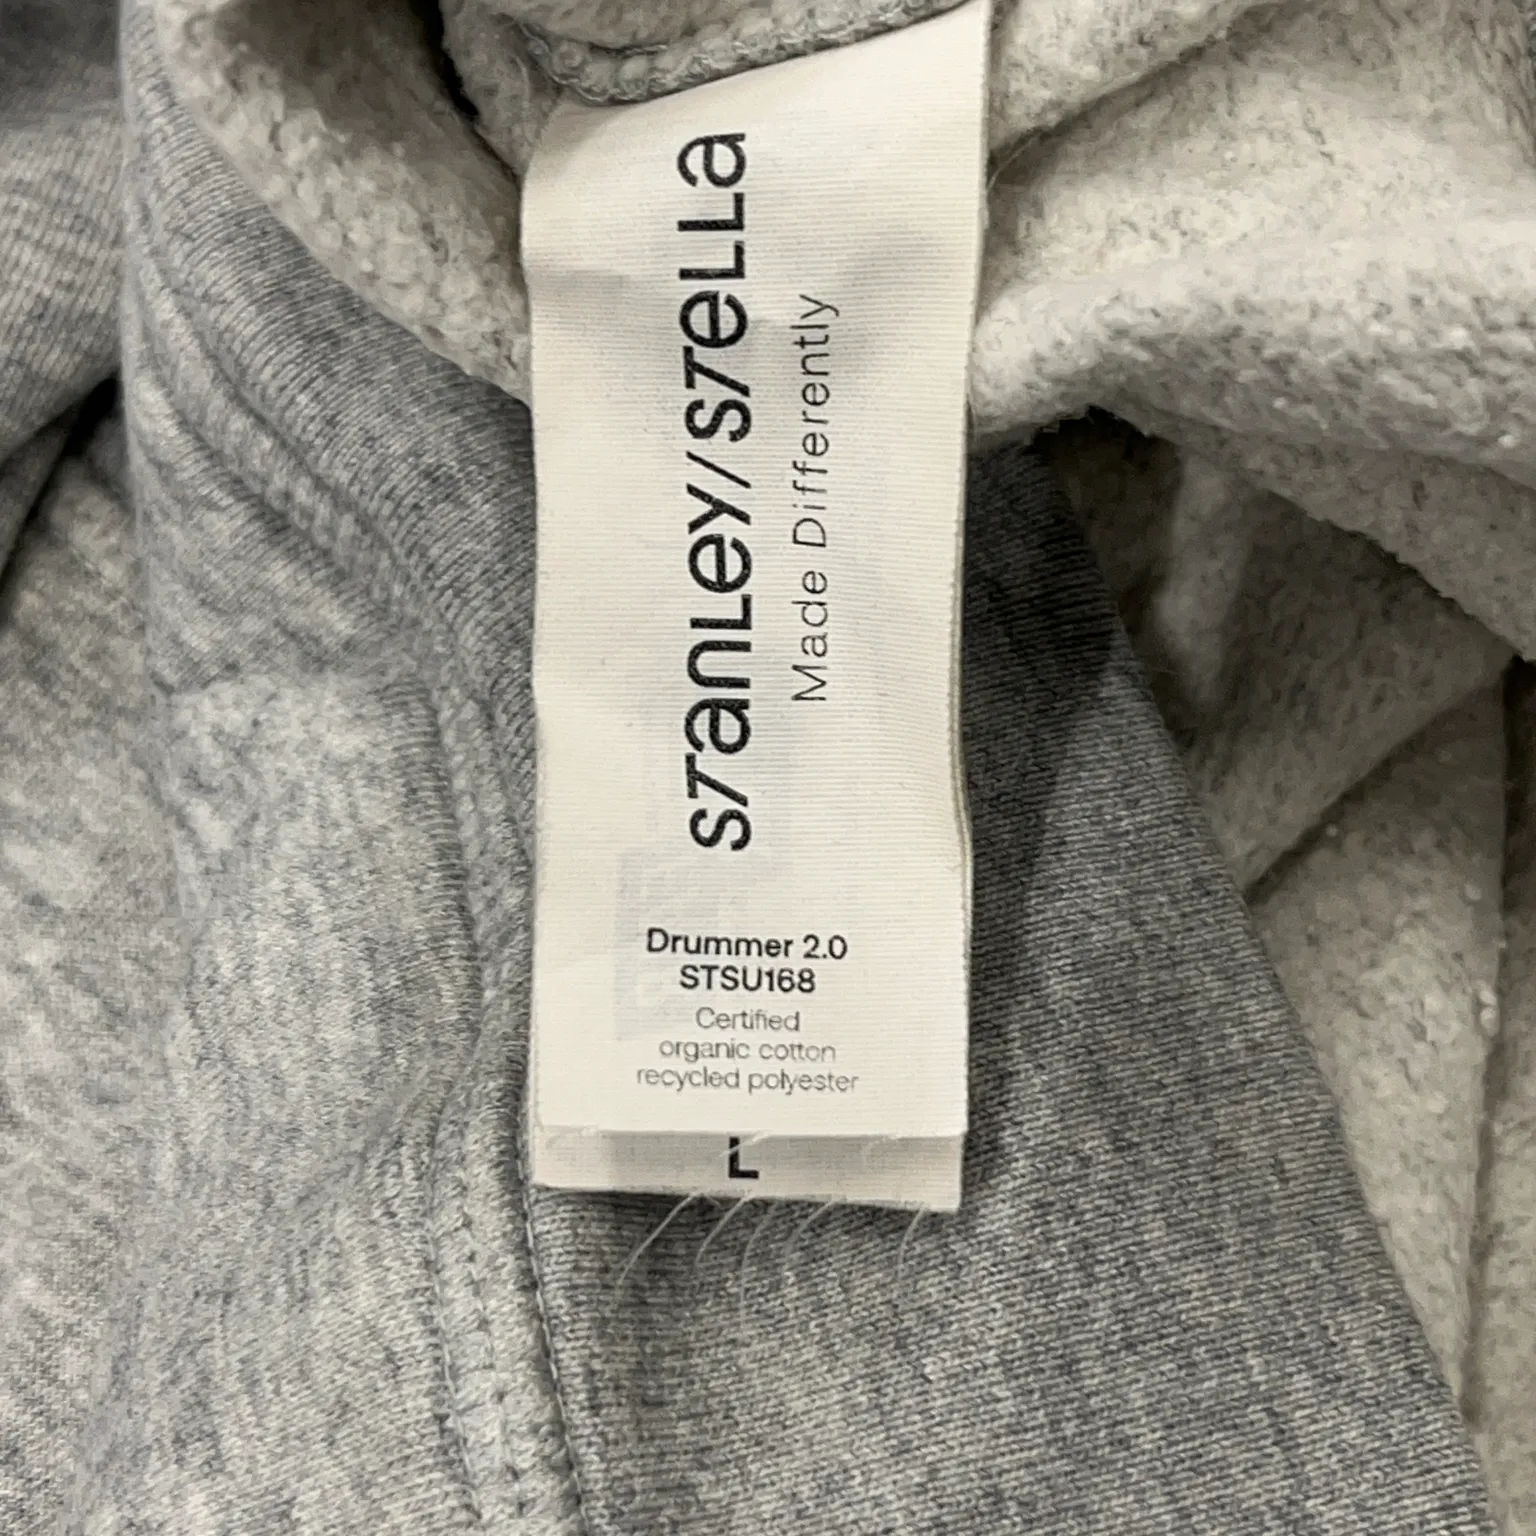 STaNLey/STeLLa
Made Differently
Drummer 2.0
STSU168
Certified
organic cotton
recycled polyester
L